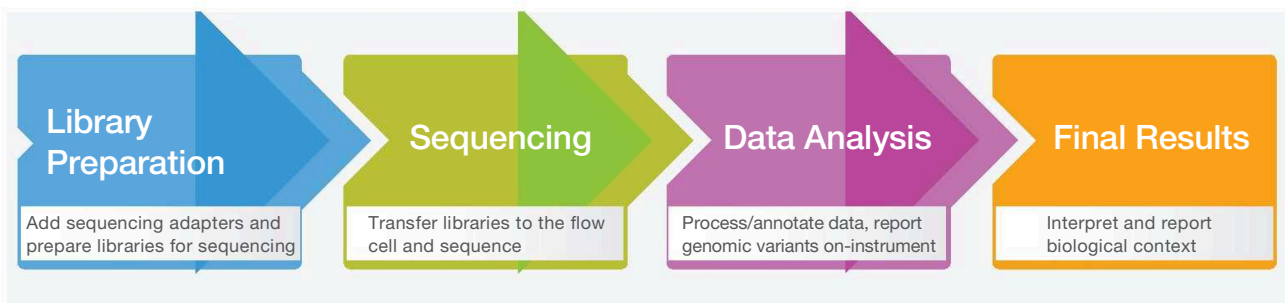 Library
Preparation
Add sequencing adapters and
prepare libraries for sequencing
Sequencing
Transfer libraries to the flow
cell and sequence
Data Analysis
Process/annotate data, report
genomic variants on-instrument
Final Results
Interpret and report
biological context